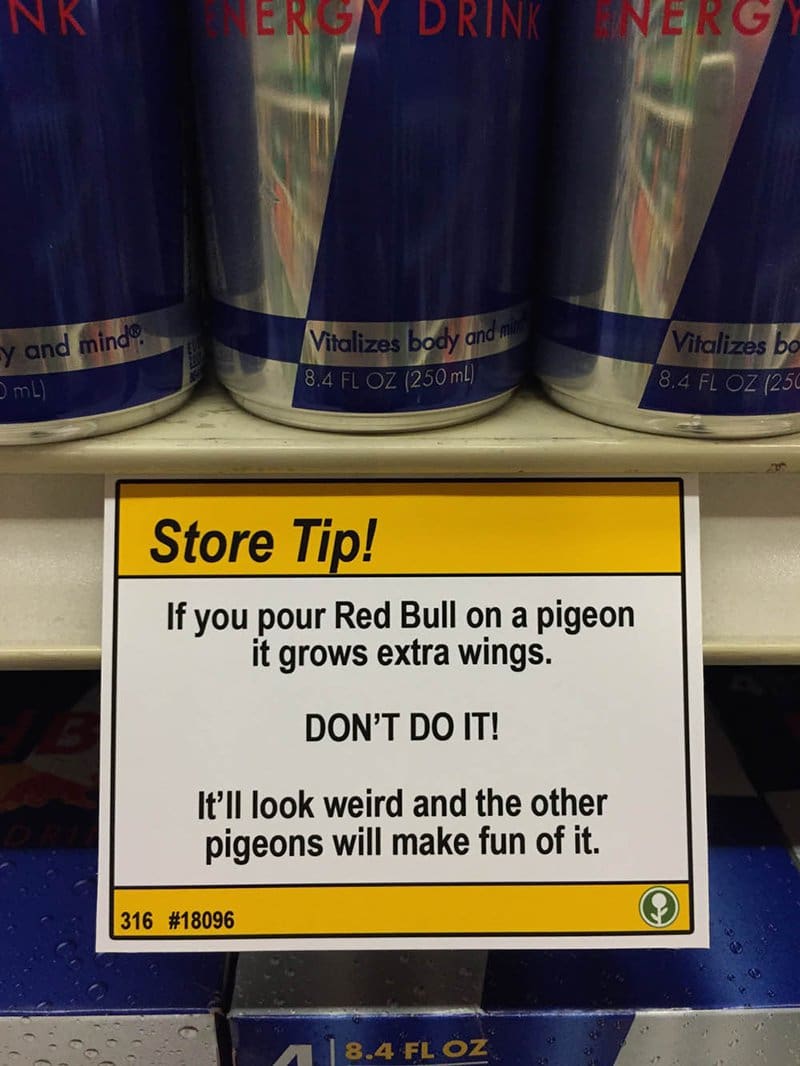 NK
ENERGY DRINK
ENERGY
y and mind®.
mL)
Vitalizes body and
8.4 FL OZ (250 mL)
Vitalizes bo
8.4 FL OZ (250
Store Tip!
If you pour Red Bull on a pigeon
it grows extra wings.
DON'T DO IT!
It'll look weird and the other
pigeons will make fun of it.
316 #18096
8.4 FL OZ